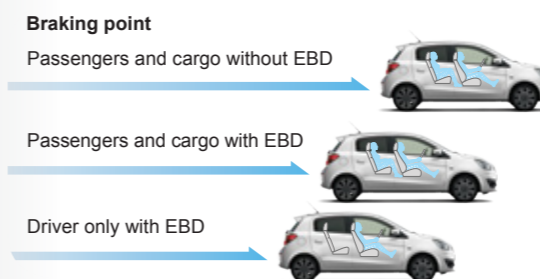 Braking point
Passengers and cargo without EBD
Passengers and cargo with EBD
Driver only with EBD